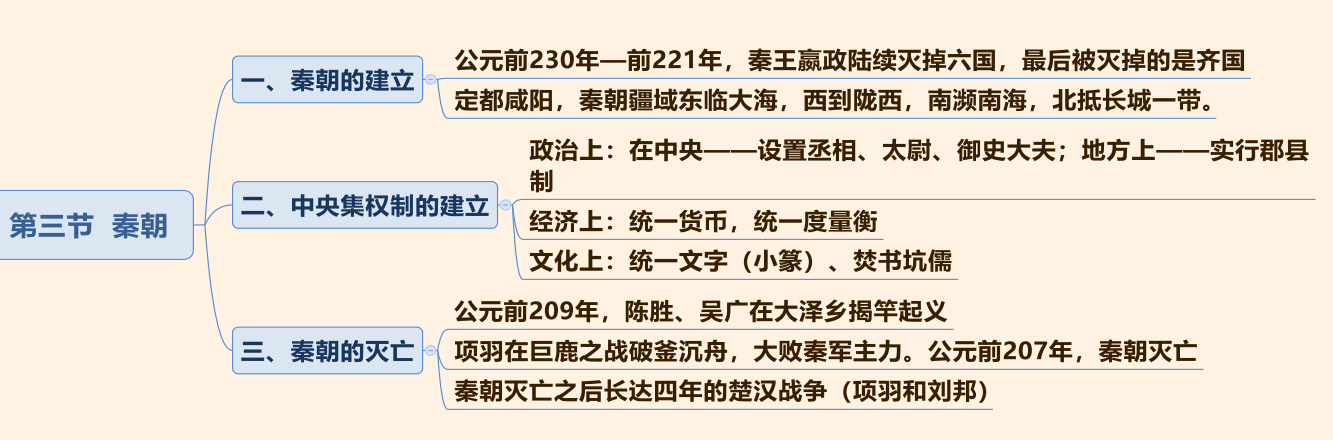 第三节 秦朝
一、秦朝的建立
公元前230年—前221年，秦王嬴政陆续灭掉六国，最后被灭掉的是齐国
定都咸阳，秦朝疆域东临大海，西到陇西，南濒南海，北抵长城一带。
二、中央集权制的建立
政治上：在中央——设置丞相、太尉、御史大夫；地方上——实行郡县
制
经济上：统一货币，统一度量衡
文化上：统一文字（小篆）、焚书坑儒
三、秦朝的灭亡
公元前209年，陈胜、吴广在大泽乡揭竿起义
项羽在巨鹿之战破釜沉舟，大败秦军主力。公元前207年，秦朝灭亡
秦朝灭亡之后长达四年的楚汉战争（项羽和刘邦）